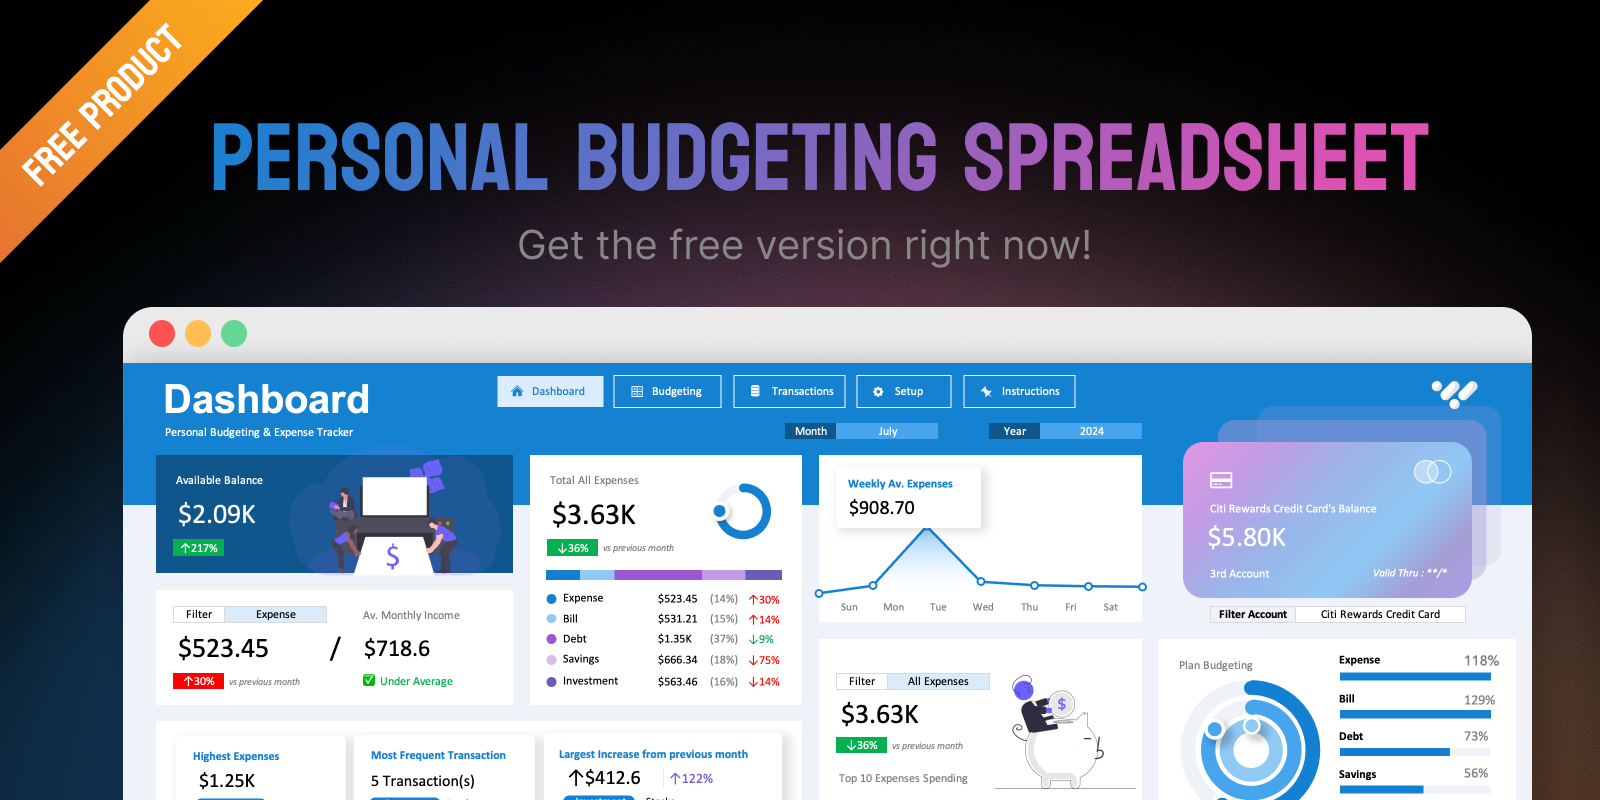 FREE PRODUCT
PERSONAL BUDGETING SPREADSHEET
Get the free version right now!
Dashboard
Personal Budgeting & Expense Tracker
Dashboard
Budgeting
Transactions
Setup
Instructions
Month July
Year 2024
Available Balance
$2.09K
↑217%
$
Filter Expense
$523.45
↑30% vs previous month
/
Av. Monthly Income
$718.6
✅ Under Average
Total All Expenses
$3.63K
↓36% vs previous month
Expense $523.45 (14%) ↑30%
Bill $531.21 (15%) ↑14%
Debt $1.35K (37%) ↓9%
Savings $666.34 (18%) ↓75%
Investment $563.46 (16%) ↓14%
Weekly Av. Expenses
$908.70
Sun Mon Tue Wed Thu Fri Sat
Citi Rewards Credit Card's Balance
$5.80K
3rd Account
Valid Thru : **/*
Filter Account Citi Rewards Credit Card
Highest Expenses
$1.25K
Most Frequent Transaction
5 Transaction(s)
Largest Increase from previous month
↑$412.6 ↑122%
Filter All Expenses
$3.63K
↓36% vs previous month
Top 10 Expenses Spending
$
Plan Budgeting
Expense 118%
Bill 129%
Debt 73%
Savings 56%